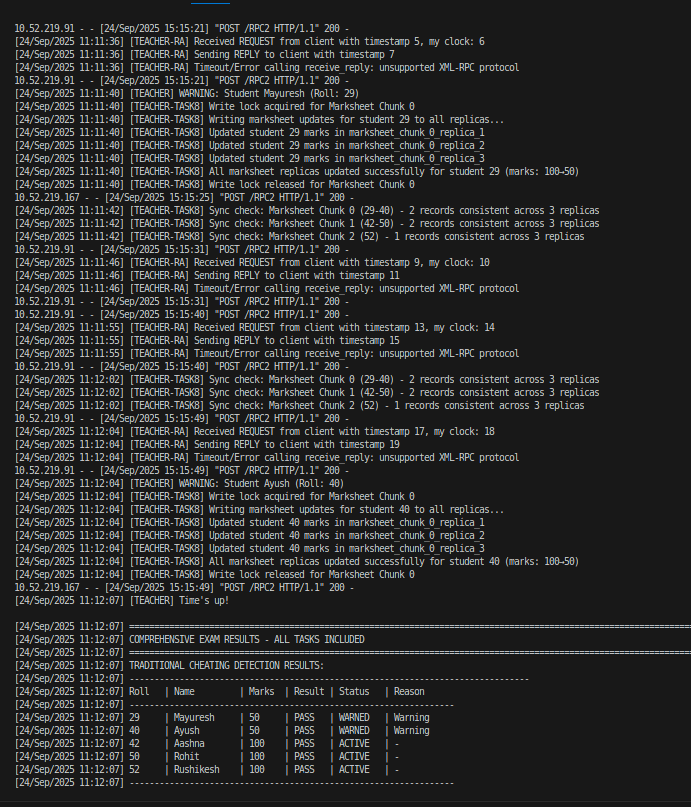 10.52.219.91 - - [24/Sep/2025 15:15:21] "POST /RPC2 HTTP/1.1" 200 -
[24/Sep/2025 11:11:36] [TEACHER-RA] Received REQUEST from client with timestamp 5, my clock: 6
[24/Sep/2025 11:11:36] [TEACHER-RA] Sending REPLY to client with timestamp 7
[24/Sep/2025 11:11:36] [TEACHER-RA] Timeout/Error calling receive_reply: unsupported XML-RPC protocol
10.52.219.91 - - [24/Sep/2025 15:15:21] "POST /RPC2 HTTP/1.1" 200 -
[24/Sep/2025 11:11:40] [TEACHER] WARNING: Student Mayuresh (Roll: 29)
[24/Sep/2025 11:11:40] [TEACHER-TASK8] Write lock acquired for Marksheet Chunk 0
[24/Sep/2025 11:11:40] [TEACHER-TASK8] Writing marksheet updates for student 29 to all replicas...
[24/Sep/2025 11:11:40] [TEACHER-TASK8] Updated student 29 marks in marksheet_chunk_0_replica_1
[24/Sep/2025 11:11:40] [TEACHER-TASK8] Updated student 29 marks in marksheet_chunk_0_replica_2
[24/Sep/2025 11:11:40] [TEACHER-TASK8] Updated student 29 marks in marksheet_chunk_0_replica_3
[24/Sep/2025 11:11:40] [TEACHER-TASK8] All marksheet replicas updated successfully for student 29 (marks: 100→50)
[24/Sep/2025 11:11:40] [TEACHER-TASK8] Write lock released for Marksheet Chunk 0
10.52.219.167 - - [24/Sep/2025 15:15:25] "POST /RPC2 HTTP/1.1" 200 -
[24/Sep/2025 11:11:42] [TEACHER-TASK8] Sync check: Marksheet Chunk 0 (29-40) - 2 records consistent across 3 replicas
[24/Sep/2025 11:11:42] [TEACHER-TASK8] Sync check: Marksheet Chunk 1 (42-50) - 2 records consistent across 3 replicas
[24/Sep/2025 11:11:42] [TEACHER-TASK8] Sync check: Marksheet Chunk 2 (52) - 1 records consistent across 3 replicas
10.52.219.91 - - [24/Sep/2025 15:15:31] "POST /RPC2 HTTP/1.1" 200 -
[24/Sep/2025 11:11:46] [TEACHER-RA] Received REQUEST from client with timestamp 9, my clock: 10
[24/Sep/2025 11:11:46] [TEACHER-RA] Sending REPLY to client with timestamp 11
[24/Sep/2025 11:11:46] [TEACHER-RA] Timeout/Error calling receive_reply: unsupported XML-RPC protocol
10.52.219.91 - - [24/Sep/2025 15:15:31] "POST /RPC2 HTTP/1.1" 200 -
10.52.219.91 - - [24/Sep/2025 15:15:40] "POST /RPC2 HTTP/1.1" 200 -
[24/Sep/2025 11:11:55] [TEACHER-RA] Received REQUEST from client with timestamp 13, my clock: 14
[24/Sep/2025 11:11:55] [TEACHER-RA] Sending REPLY to client with timestamp 15
[24/Sep/2025 11:11:55] [TEACHER-RA] Timeout/Error calling receive_reply: unsupported XML-RPC protocol
10.52.219.91 - - [24/Sep/2025 15:15:40] "POST /RPC2 HTTP/1.1" 200 -
[24/Sep/2025 11:12:02] [TEACHER-TASK8] Sync check: Marksheet Chunk 0 (29-40) - 2 records consistent across 3 replicas
[24/Sep/2025 11:12:02] [TEACHER-TASK8] Sync check: Marksheet Chunk 1 (42-50) - 2 records consistent across 3 replicas
[24/Sep/2025 11:12:02] [TEACHER-TASK8] Sync check: Marksheet Chunk 2 (52) - 1 records consistent across 3 replicas
10.52.219.91 - - [24/Sep/2025 15:15:49] "POST /RPC2 HTTP/1.1" 200 -
[24/Sep/2025 11:12:04] [TEACHER-RA] Received REQUEST from client with timestamp 17, my clock: 18
[24/Sep/2025 11:12:04] [TEACHER-RA] Sending REPLY to client with timestamp 19
[24/Sep/2025 11:12:04] [TEACHER-RA] Timeout/Error calling receive_reply: unsupported XML-RPC protocol
10.52.219.91 - - [24/Sep/2025 15:15:49] "POST /RPC2 HTTP/1.1" 200 -
[24/Sep/2025 11:12:04] [TEACHER] WARNING: Student Ayush (Roll: 40)
[24/Sep/2025 11:12:04] [TEACHER-TASK8] Write lock acquired for Marksheet Chunk 0
[24/Sep/2025 11:12:04] [TEACHER-TASK8] Writing marksheet updates for student 40 to all replicas...
[24/Sep/2025 11:12:04] [TEACHER-TASK8] Updated student 40 marks in marksheet_chunk_0_replica_1
[24/Sep/2025 11:12:04] [TEACHER-TASK8] Updated student 40 marks in marksheet_chunk_0_replica_2
[24/Sep/2025 11:12:04] [TEACHER-TASK8] Updated student 40 marks in marksheet_chunk_0_replica_3
[24/Sep/2025 11:12:04] [TEACHER-TASK8] All marksheet replicas updated successfully for student 40 (marks: 100→50)
[24/Sep/2025 11:12:04] [TEACHER-TASK8] Write lock released for Marksheet Chunk 0
10.52.219.167 - - [24/Sep/2025 15:15:49] "POST /RPC2 HTTP/1.1" 200 -
[24/Sep/2025 11:12:07] [TEACHER] Time's up!
[24/Sep/2025 11:12:07] ================================================================================
[24/Sep/2025 11:12:07] COMPREHENSIVE EXAM RESULTS - ALL TASKS INCLUDED
[24/Sep/2025 11:12:07] ================================================================================
[24/Sep/2025 11:12:07] TRADITIONAL CHEATING DETECTION RESULTS:
[24/Sep/2025 11:12:07] --------------------------------------------------------------------------------
[24/Sep/2025 11:12:07] Roll | Name | Marks | Result | Status | Reason
[24/Sep/2025 11:12:07] -----------------------------------------------------------------
[24/Sep/2025 11:12:07] 29 | Mayuresh | 50 | PASS | WARNED | Warning
[24/Sep/2025 11:12:07] 40 | Ayush | 50 | PASS | WARNED | Warning
[24/Sep/2025 11:12:07] 42 | Aashna | 100 | PASS | ACTIVE | -
[24/Sep/2025 11:12:07] 50 | Rohit | 100 | PASS | ACTIVE | -
[24/Sep/2025 11:12:07] 52 | Rushikesh | 100 | PASS | ACTIVE | -
[24/Sep/2025 11:12:07] -----------------------------------------------------------------